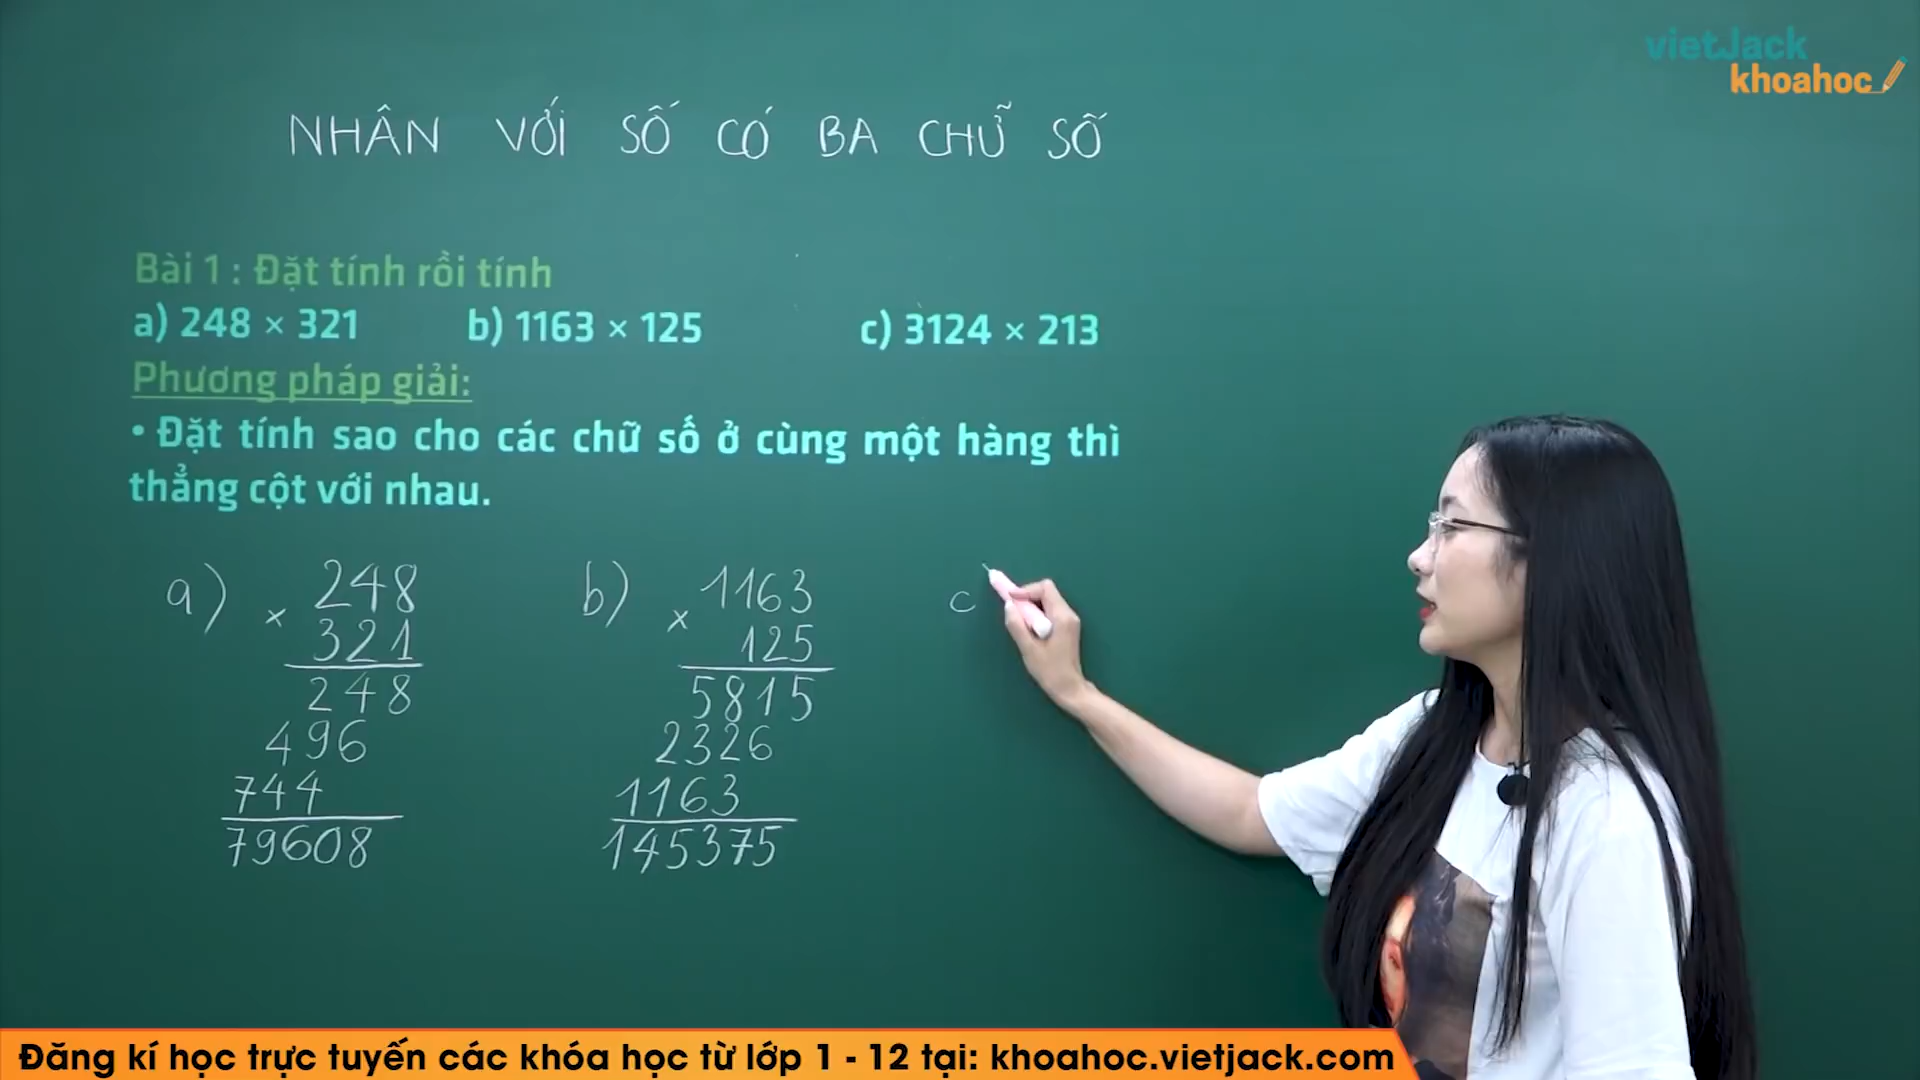 vietJack
khoahoc
NHÂN VỚI SỐ CÓ BA CHỮ SỐ
Bài 1 : Đặt tính rồi tính
a) 248 × 321 b) 1163 × 125 c) 3124 × 213
Phương pháp giải:
• Đặt tính sao cho các chữ số ở cùng một hàng thì
thẳng cột với nhau.
a) × 248
321
248
496
744
79608
b) × 1163
125
5815
2326
1163
145375
c
Đăng kí học trực tuyến các khóa học từ lớp 1 - 12 tại: khoahoc.vietjack.com